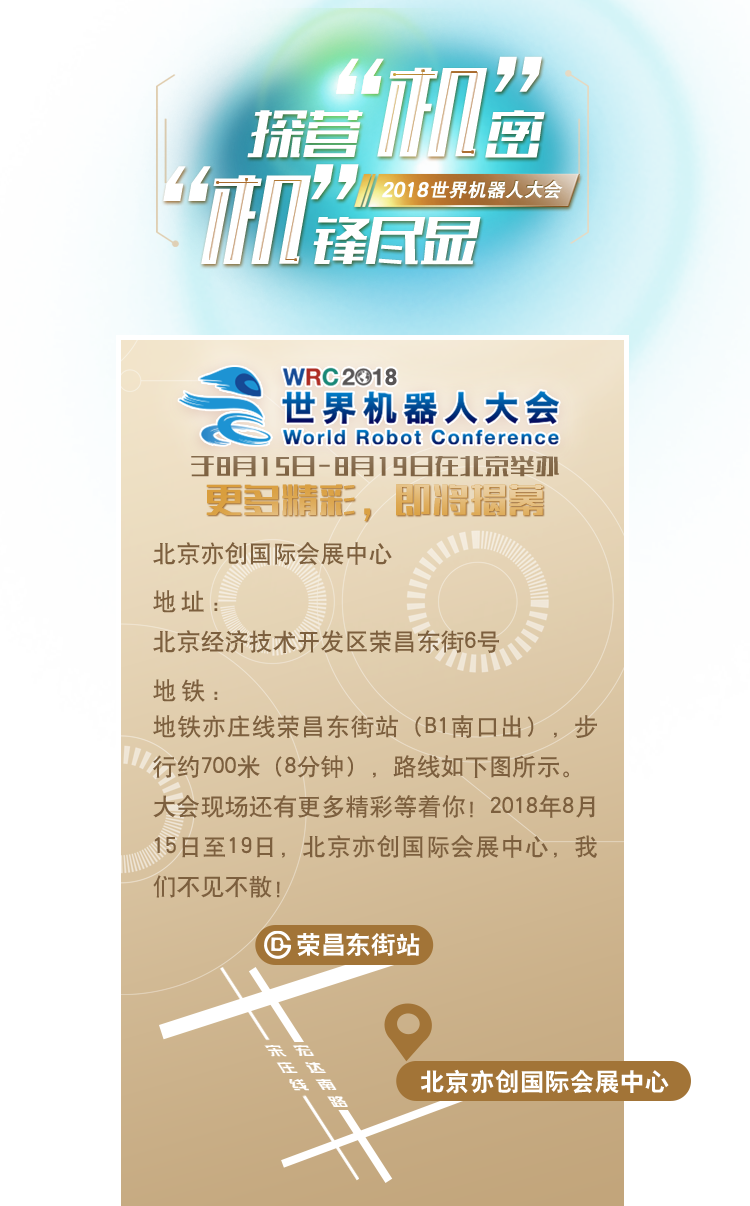 探营“机”密
2018世界机器人大会
“机”锋尽显
WRC2018
世界机器人大会
World Robot Conference
于8月15日-8月19日在北京举办
更多精彩，即将揭幕
北京亦创国际会展中心
地址：
北京经济技术开发区荣昌东街6号
地铁：
地铁亦庄线荣昌东街站（B1南口出），步
行约700米（8分钟），路线如下图所示。
大会现场还有更多精彩等着你！2018年8月
15日至19日，北京亦创国际会展中心，我
们不见不散！
荣昌东街站
宋庄线
宏达南路
北京亦创国际会展中心